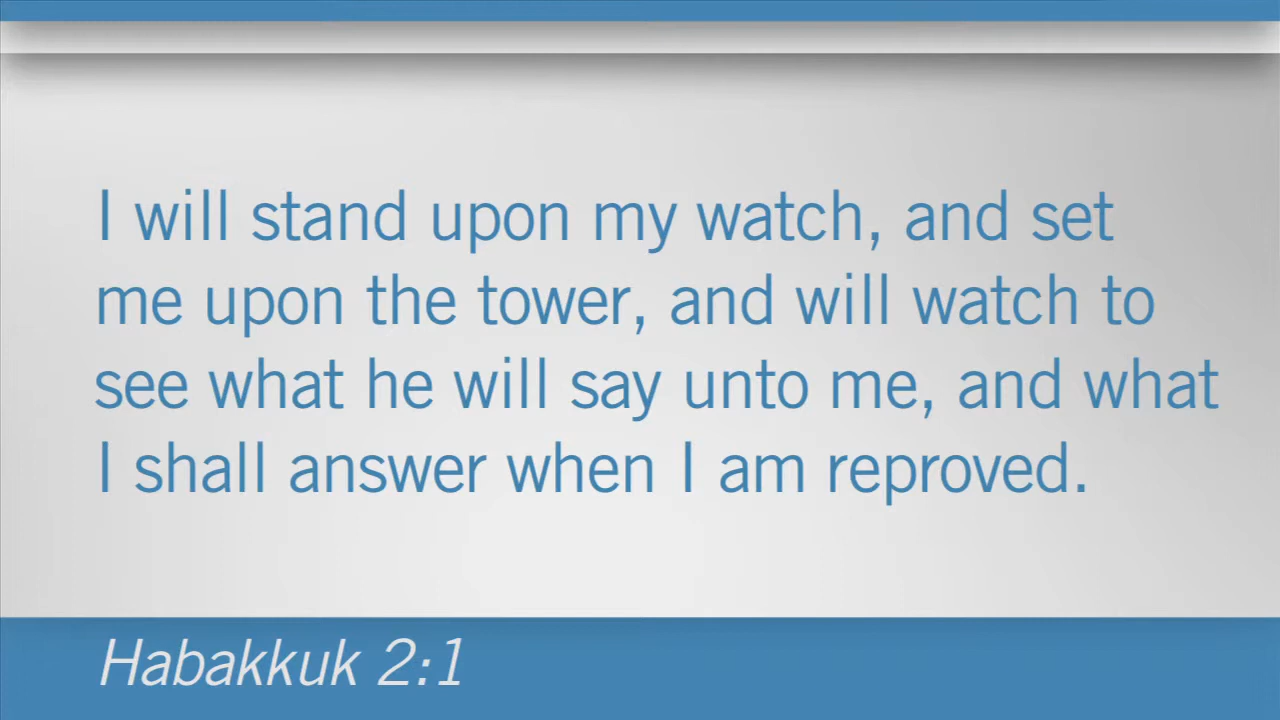 I will stand upon my watch, and set
me upon the tower, and will watch to
see what he will say unto me, and what
I shall answer when I am reproved.
Habakkuk 2:1